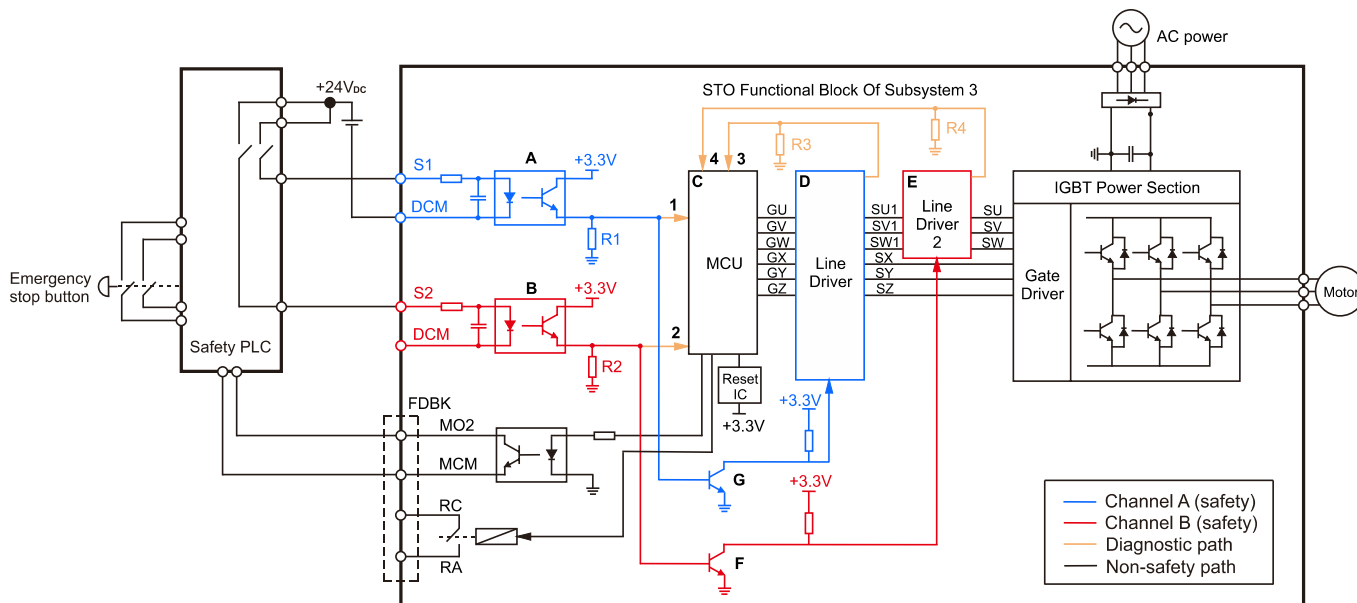 AC power
STO Functional Block Of Subsystem 3
+24VDC
R4
R3
4 3
S1
A
+3.3V
C
D
E
IGBT Power Section
DCM
1
R1
MCU
GU
GV
GW
GX
GY
GZ
Line
Driver
SU1
SV1
SW1
SX
SY
SZ
Line
Driver
2
SU
SV
SW
Gate
Driver
Motor
Emergency
stop button
Safety PLC
S2
B
+3.3V
DCM
2
R2
Reset
IC
+3.3V
+3.3V
FDBK
MO2
MCM
RC
RA
G
+3.3V
F
Channel A (safety)
Channel B (safety)
Diagnostic path
Non-safety path